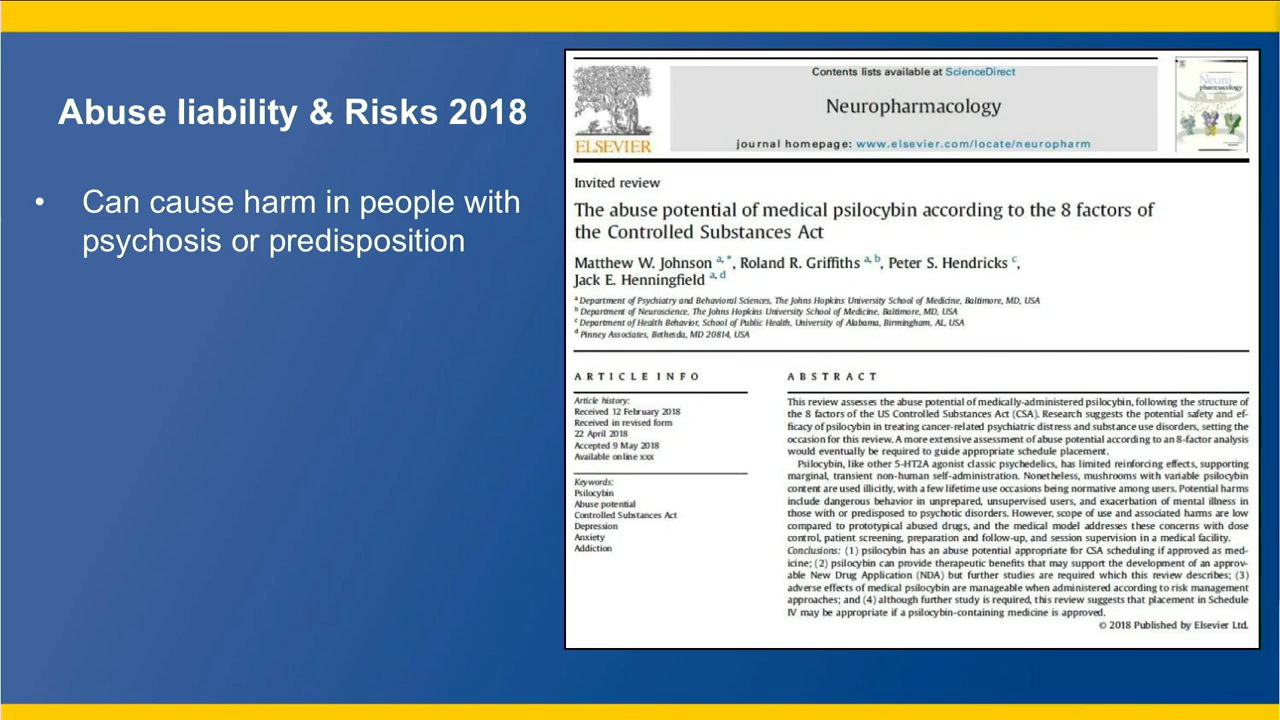 Abuse liability & Risks 2018
• Can cause harm in people with
psychosis or predisposition
Contents lists available at ScienceDirect
Neuropharmacology
journal homepage: www.elsevier.com/locate/neuropharm
ELSEVIER
Neuro
pharmacology
Invited review
The abuse potential of medical psilocybin according to the 8 factors of
the Controlled Substances Act
Matthew W. Johnson a, *, Roland R. Griffiths a, b, Peter S. Hendricks c,
Jack E. Henningfield a, d
a Department of Psychiatry and Behavioral Sciences, The Johns Hopkins University School of Medicine, Baltimore, MD, USA
b Department of Neuroscience, The Johns Hopkins University School of Medicine, Baltimore, MD, USA
c Department of Health Behavior, School of Public Health, University of Alabama, Birmingham, AL, USA
d Pinney Associates, Bethesda, MD 20814, USA
ARTICLE INFO
Article history:
Received 12 February 2018
Received in revised form
22 April 2018
Accepted 9 May 2018
Available online xxx
Keywords:
Psilocybin
Abuse potential
Controlled Substances Act
Depression
Anxiety
Addiction
ABSTRACT
This review assesses the abuse potential of medically-administered psilocybin, following the structure of
the 8 factors of the US Controlled Substances Act (CSA). Research suggests the potential safety and ef-
ficacy of psilocybin in treating cancer-related psychiatric distress and substance use disorders, setting the
occasion for this review. A more extensive assessment of abuse potential according to an 8-factor analysis
would eventually be required to guide appropriate schedule placement.
Psilocybin, like other 5-HT2A agonist classic psychedelics, has limited reinforcing effects, supporting
marginal, transient non-human self-administration. Nonetheless, mushrooms with variable psilocybin
content are used illicitly, with a few lifetime use occasions being normative among users. Potential harms
include dangerous behavior in unprepared, unsupervised users, and exacerbation of mental illness in
those with or predisposed to psychotic disorders. However, scope of use and associated harms are low
compared to prototypical abused drugs, and the medical model addresses these concerns with dose
control, patient screening, preparation and follow-up, and session supervision in a medical facility.
Conclusions: (1) psilocybin has an abuse potential appropriate for CSA scheduling if approved as med-
icine; (2) psilocybin can provide therapeutic benefits that may support the development of an approv-
able New Drug Application (NDA) but further studies are required which this review describes; (3)
adverse effects of medical psilocybin are manageable when administered according to risk management
approaches; and (4) although further study is required, this review suggests that placement in Schedule
IV may be appropriate if a psilocybin-containing medicine is approved.
© 2018 Published by Elsevier Ltd.